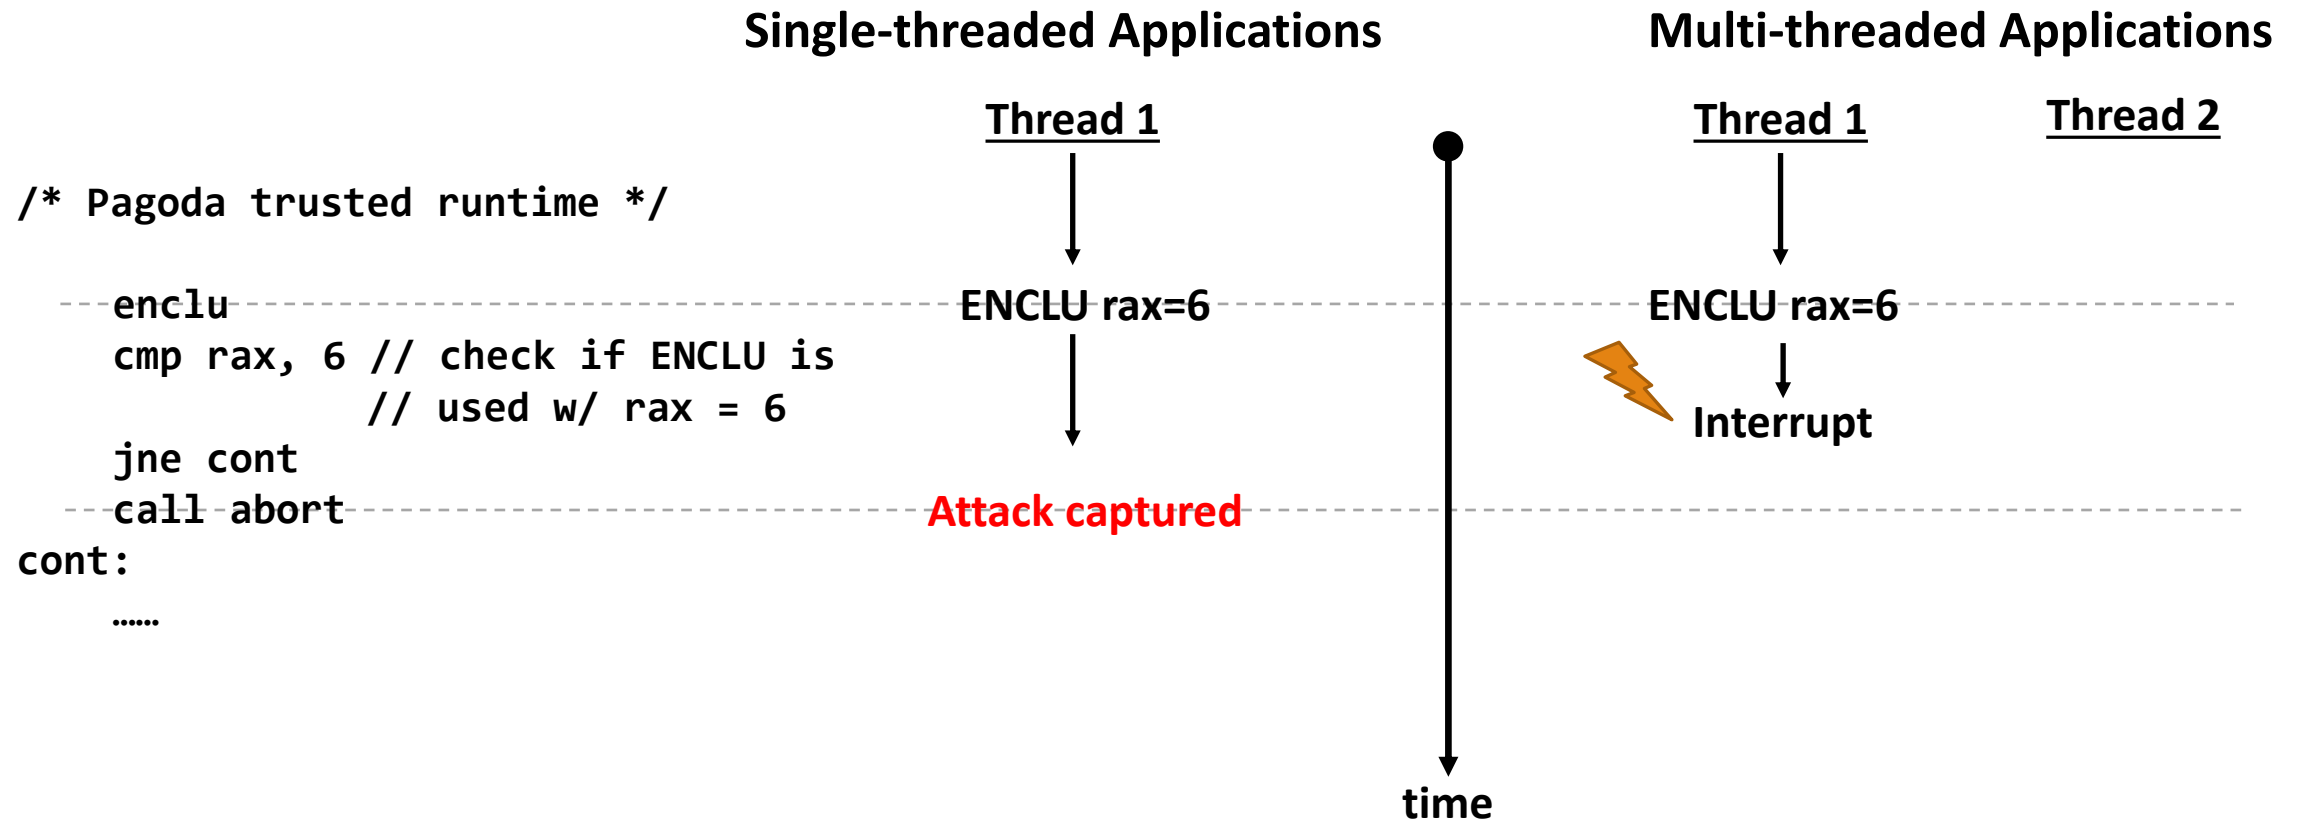 Single-threaded Applications
Multi-threaded Applications
Thread 1
Thread 1
Thread 2
/* Pagoda trusted runtime */
enclu
ENCLU rax=6
ENCLU rax=6
cmp rax, 6 // check if ENCLU is
// used w/ rax = 6
Interrupt
jne cont
call abort
Attack captured
cont:
……
time